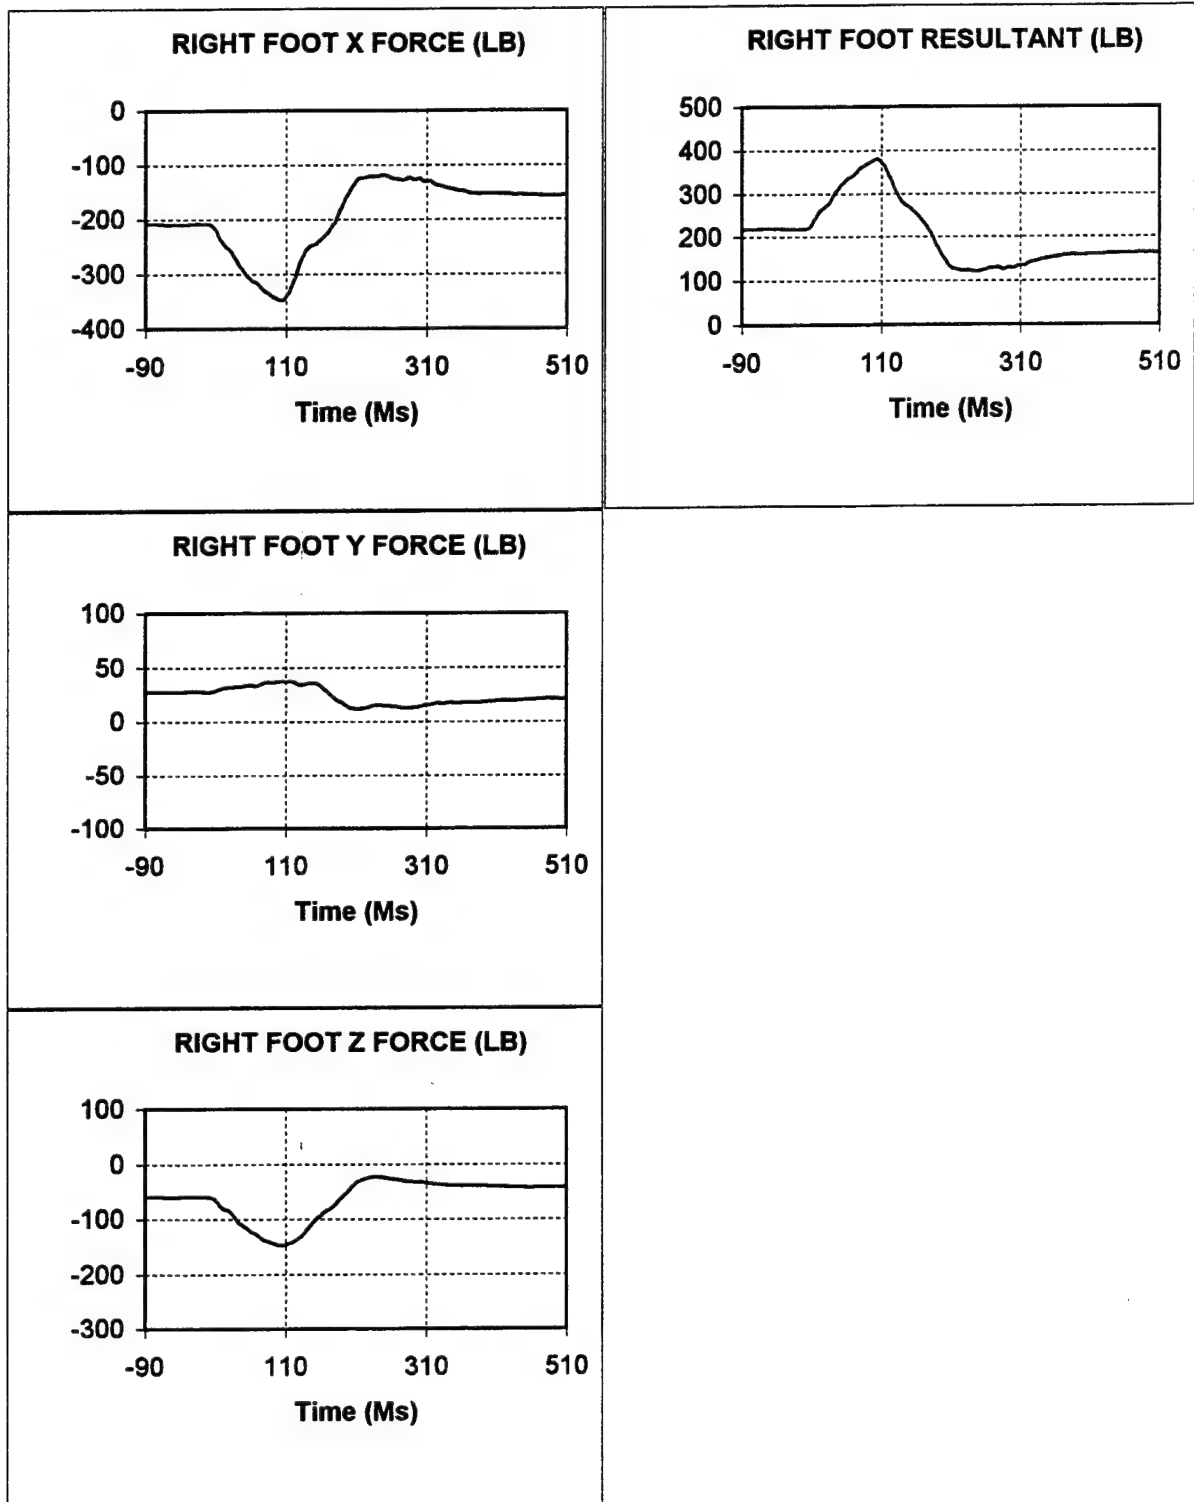 RIGHT FOOT X FORCE (LB)
0
-100
-200
-300
-400
-90 110 310 510
Time (Ms)
RIGHT FOOT RESULTANT (LB)
500
400
300
200
100
0
-90 110 310 510
Time (Ms)
RIGHT FOOT Y FORCE (LB)
100
50
0
-50
-100
-90 110 310 510
Time (Ms)
RIGHT FOOT Z FORCE (LB)
100
0
-100
-200
-300
-90 110 310 510
Time (Ms)